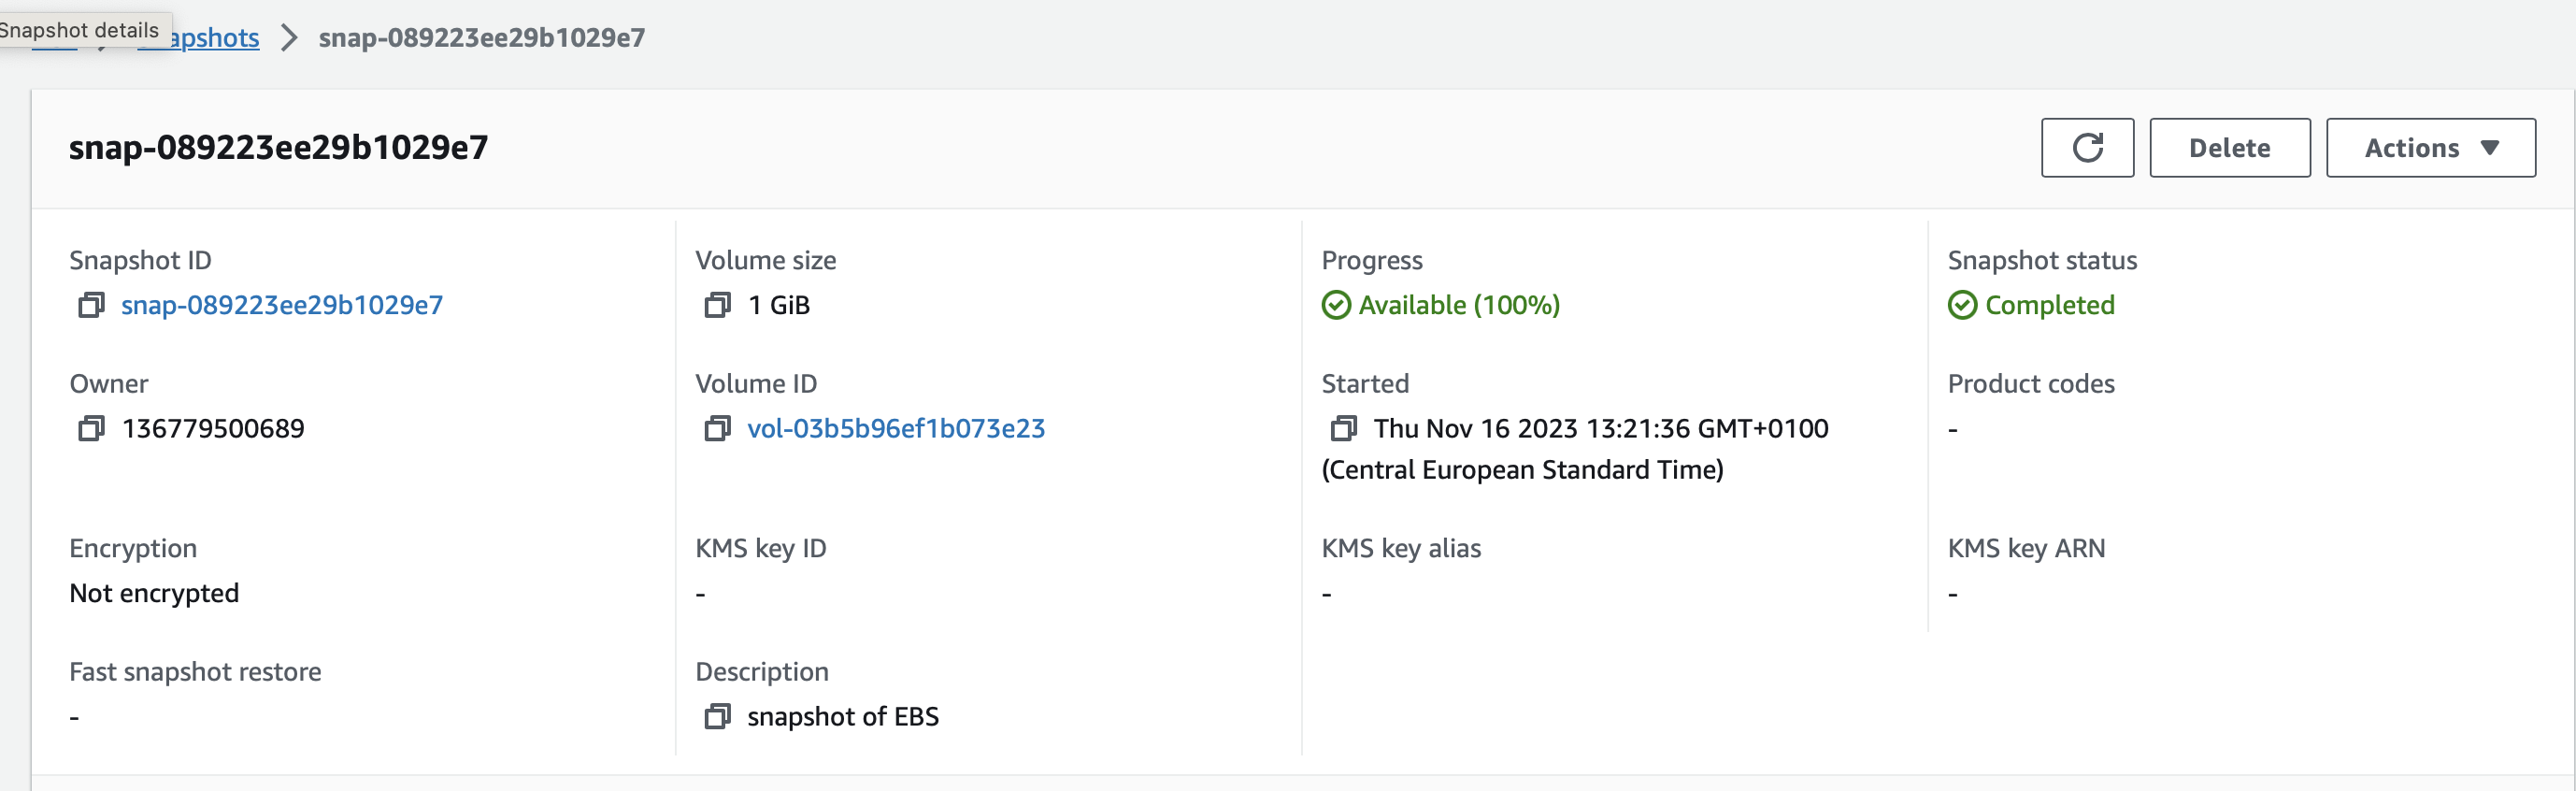 Snapshot details
apshots
snap-089223ee29b1029e7
snap-089223ee29b1029e7
Delete
Actions
Snapshot ID
snap-089223ee29b1029e7
Volume size
1 GiB
Progress
Available (100%)
Snapshot status
Completed
Owner
136779500689
Volume ID
vol-03b5b96ef1b073e23
Started
Thu Nov 16 2023 13:21:36 GMT+0100
(Central European Standard Time)
Product codes
-
Encryption
Not encrypted
KMS key ID
-
KMS key alias
-
KMS key ARN
-
Fast snapshot restore
-
Description
snapshot of EBS